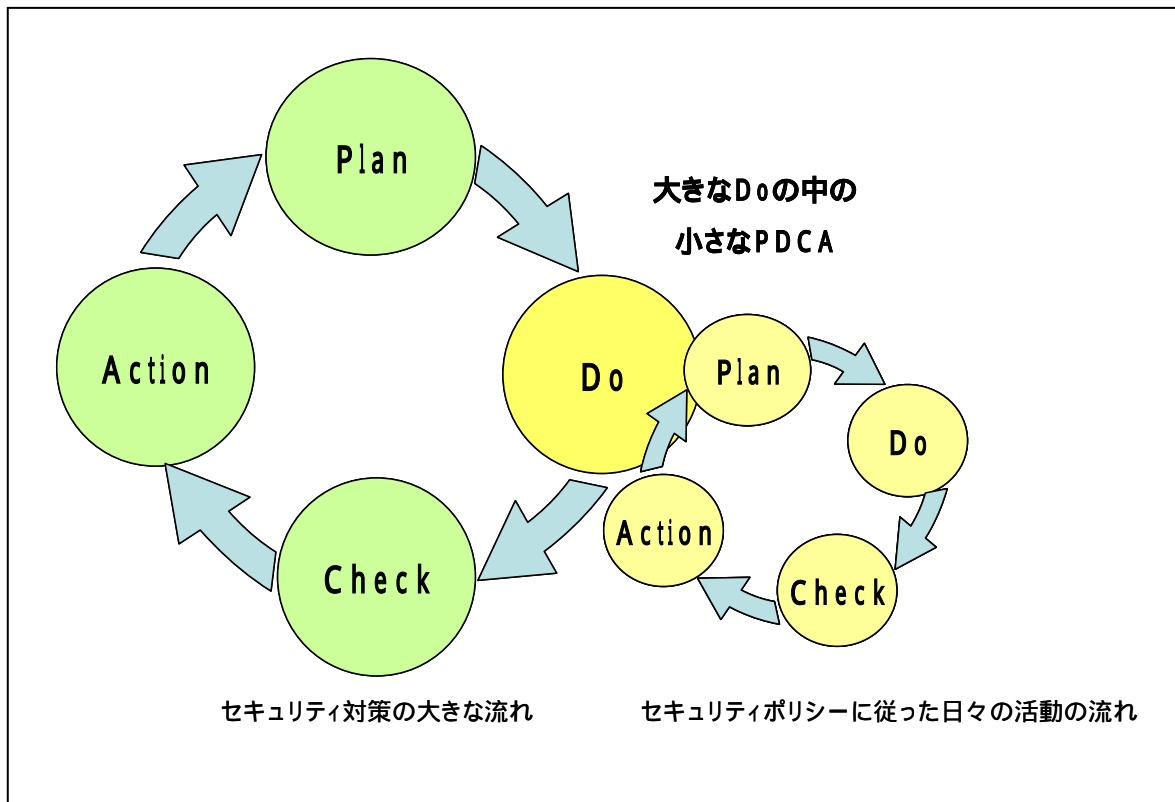 Plan
大きなDoの中の
小さなPDCA
Action
Do
Plan
Do
Action
Check
Check
セキュリティ対策の大きな流れ
セキュリティポリシーに従った日々の活動の流れ